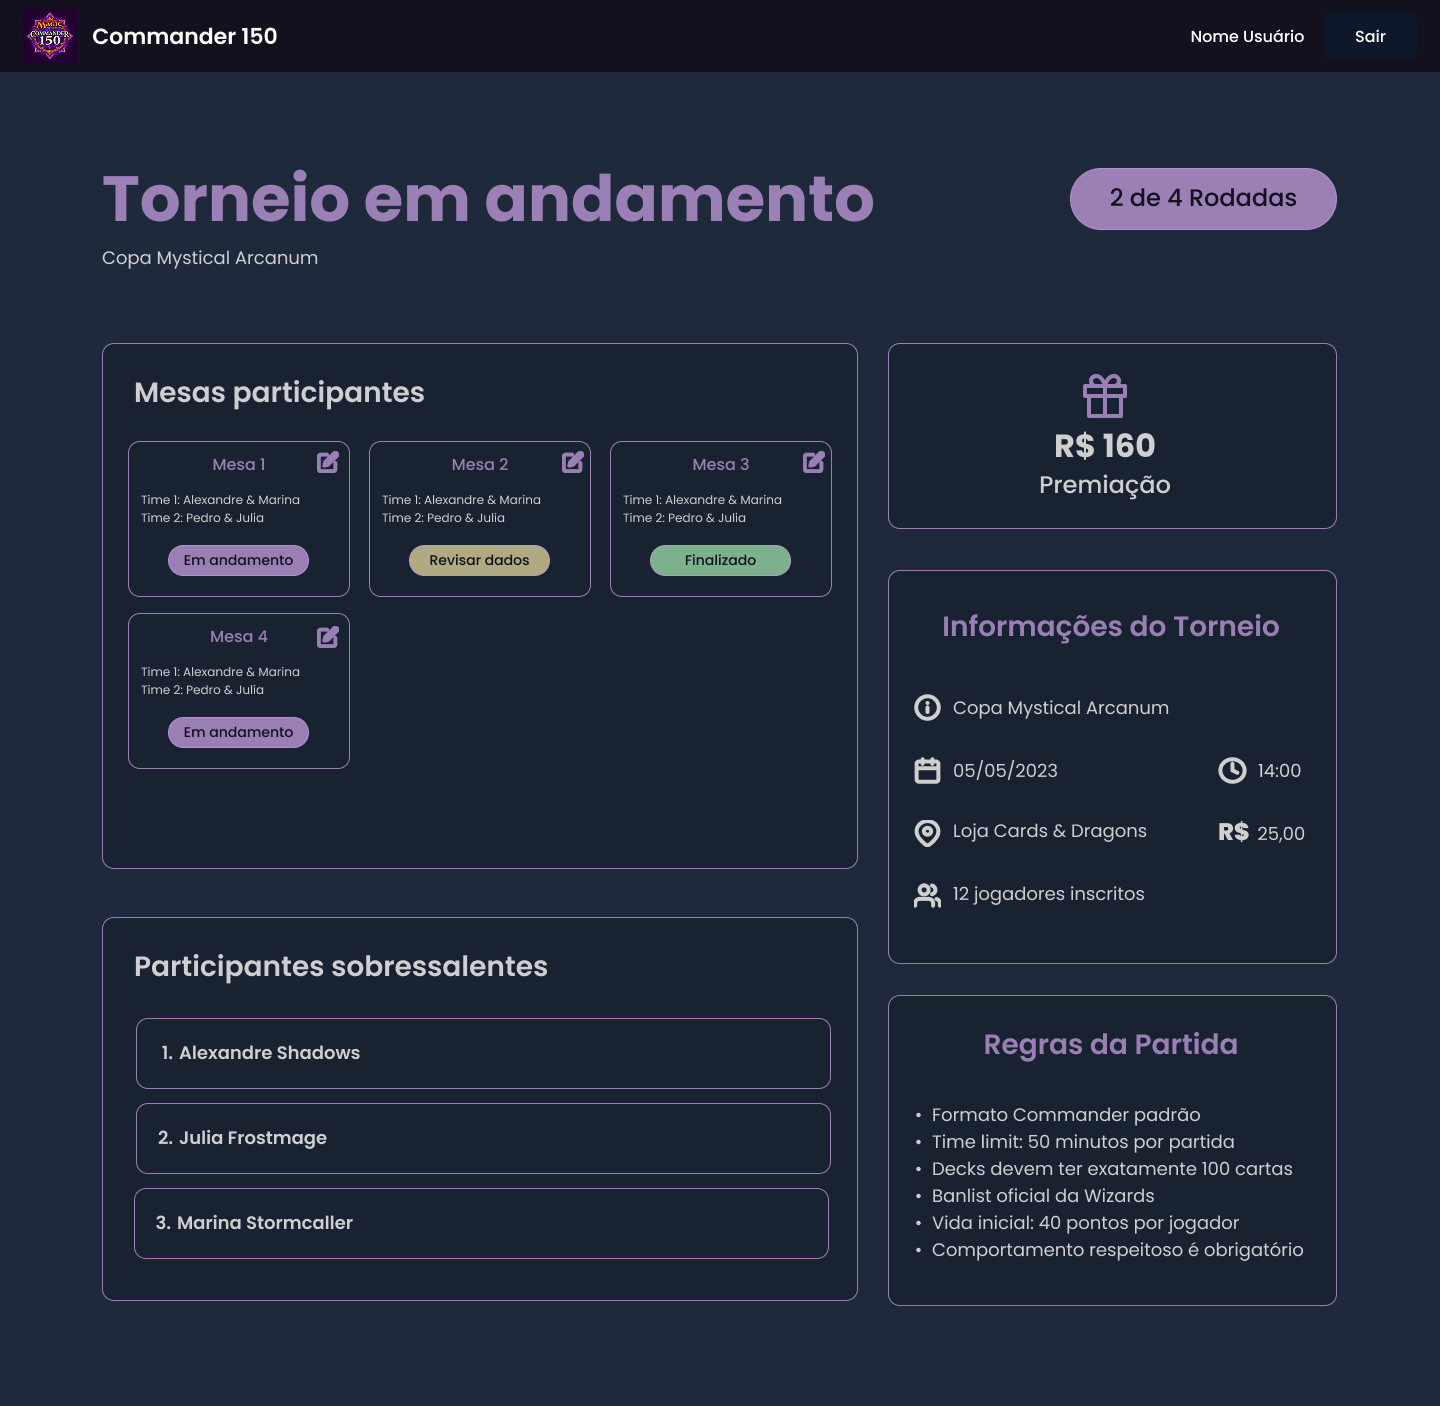 MAGIC
COMMANDER
150
Commander 150
Nome Usuário
Sair
Torneio em andamento
2 de 4 Rodadas
Copa Mystical Arcanum
Mesas participantes
Mesa 1
Time 1: Alexandre & Marina
Time 2: Pedro & Julia
Em andamento
Mesa 2
Time 1: Alexandre & Marina
Time 2: Pedro & Julia
Revisar dados
Mesa 3
Time 1: Alexandre & Marina
Time 2: Pedro & Julia
Finalizado
Mesa 4
Time 1: Alexandre & Marina
Time 2: Pedro & Julia
Em andamento
Participantes sobressalentes
1. Alexandre Shadows
2. Julia Frostmage
3. Marina Stormcaller
R$ 160
Premiação
Informações do Torneio
Copa Mystical Arcanum
05/05/2023
14:00
Loja Cards & Dragons
R$ 25,00
12 jogadores inscritos
Regras da Partida
• Formato Commander padrão
• Time limit: 50 minutos por partida
• Decks devem ter exatamente 100 cartas
• Banlist oficial da Wizards
• Vida inicial: 40 pontos por jogador
• Comportamento respeitoso é obrigatório